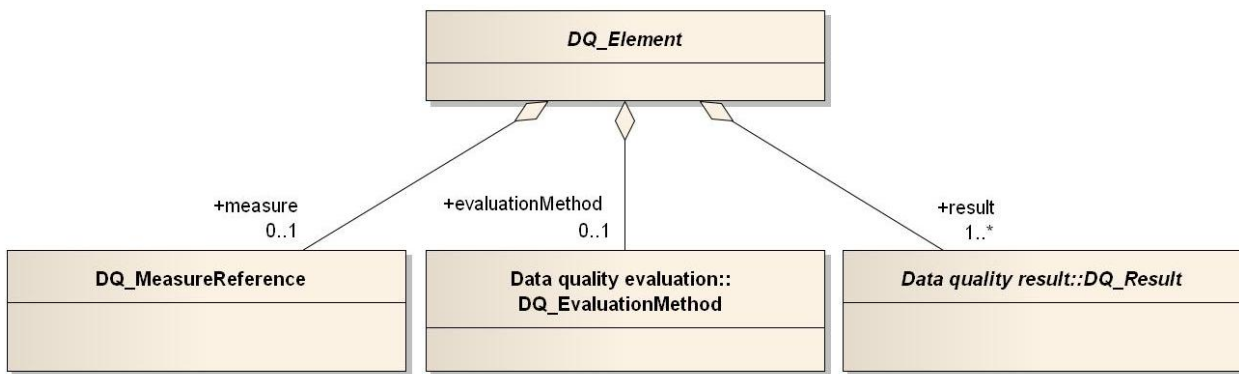 DQ_Element
+measure
0..1
+evaluationMethod
0..1
+result
1..*
DQ_MeasureReference
Data quality evaluation::
DQ_EvaluationMethod
Data quality result::DQ_Result